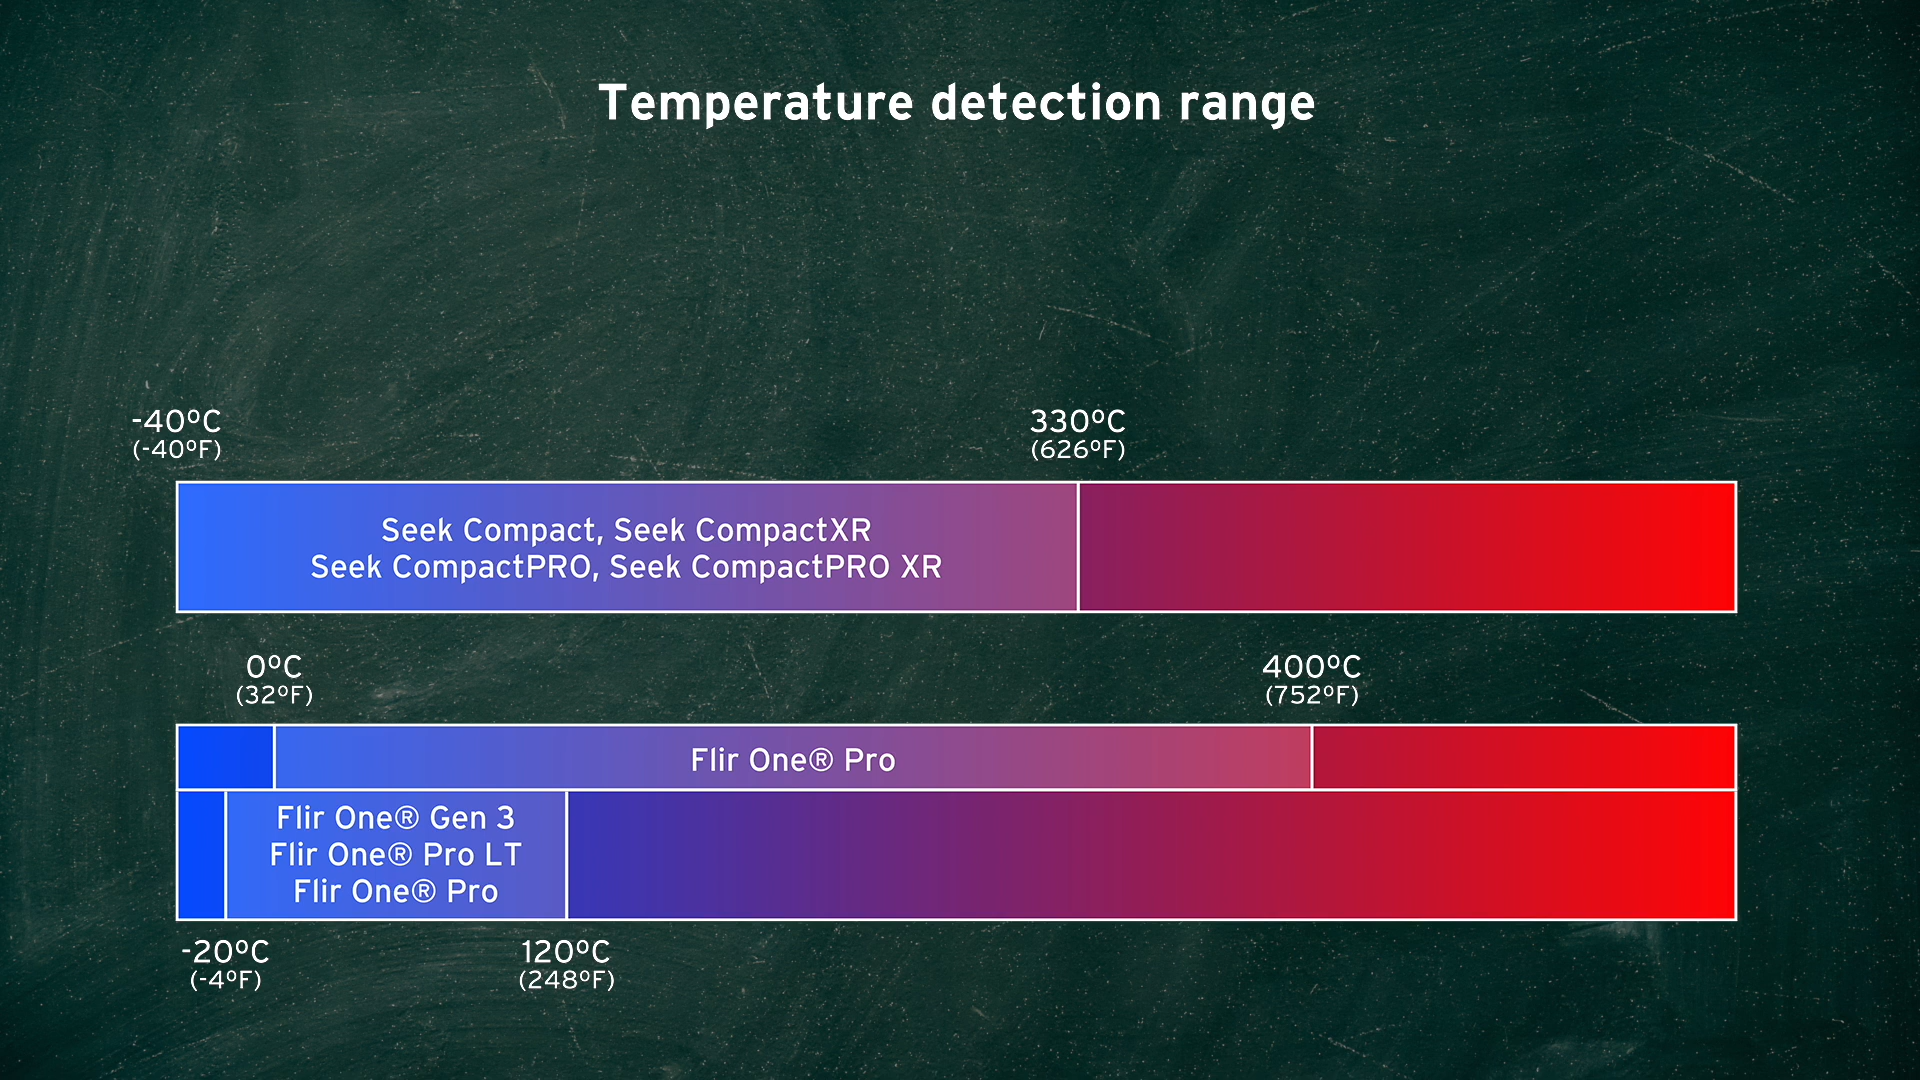 Temperature detection range
-40ºC
(-40ºF)
330ºC
(626ºF)
Seek Compact, Seek CompactXR
Seek CompactPRO, Seek CompactPRO XR
0ºC
(32ºF)
400ºC
(752ºF)
Flir One® Pro
Flir One® Gen 3
Flir One® Pro LT
Flir One® Pro
-20ºC
(-4ºF)
120ºC
(248ºF)